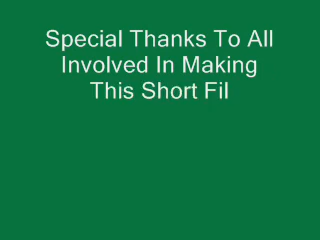 Special Thanks To All
Involved In Making
This Short Fil